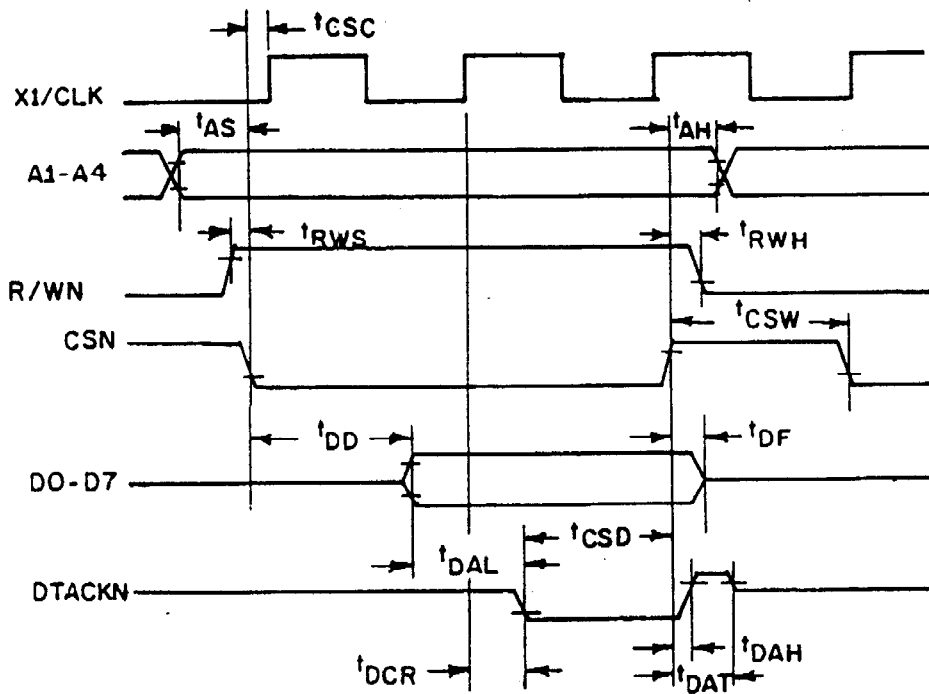 tCSC
X1/CLK
tAS
tAH
A1-A4
tRWS
tRWH
R/WN
tCSW
CSN
tDD
tDF
D0-D7
tCSD
tDAL
DTACKN
tDAH
tDCR
tDAT